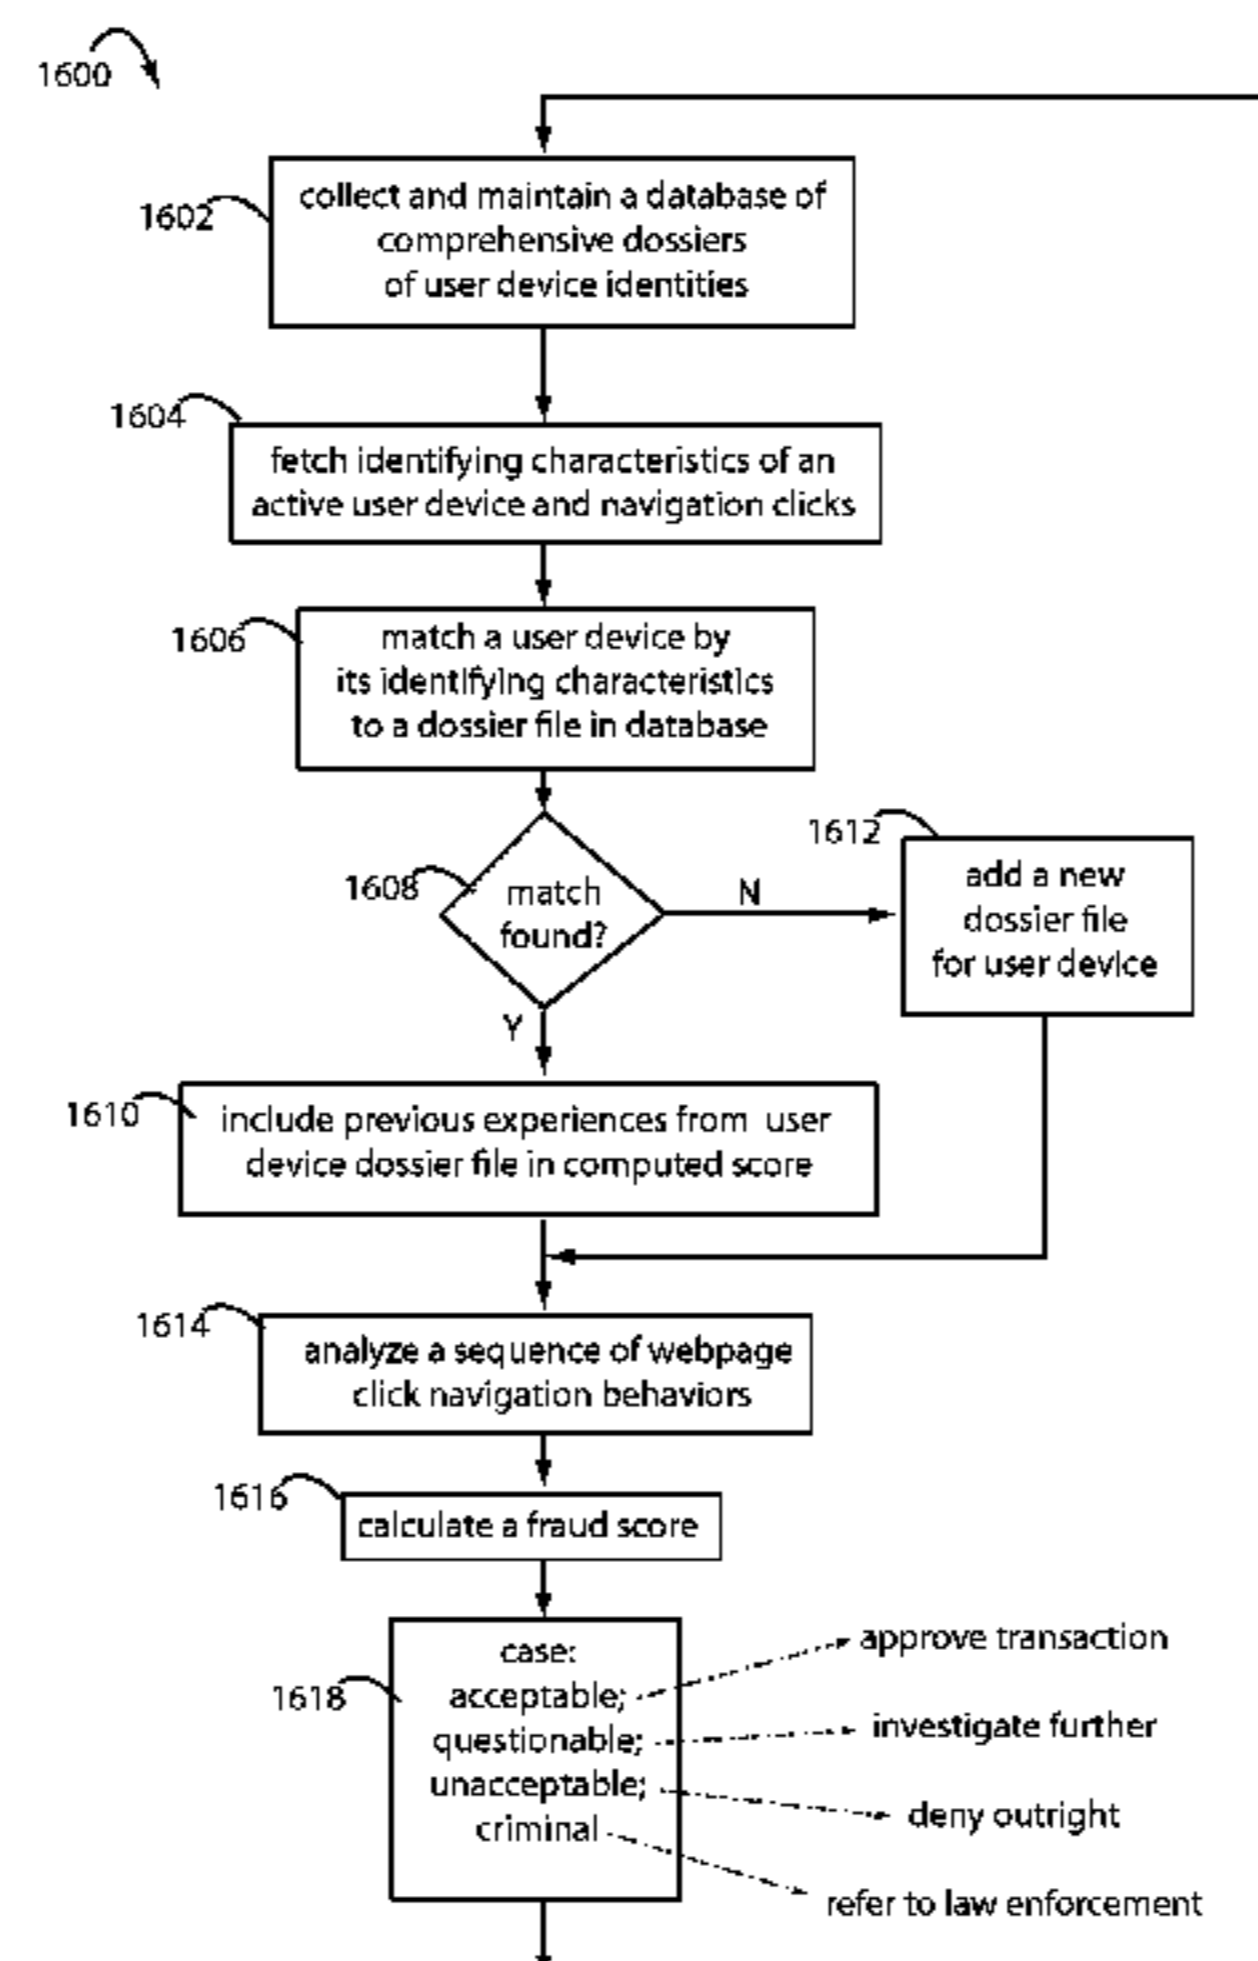 1600
1602
collect and maintain a database of
comprehensive dossiers
of user device identities
1604
fetch identifying characteristics of an
active user device and navigation clicks
1606
match a user device by
its identifying characteristics
to a dossier file in database
1608
match
found?
N
Y
1612
add a new
dossier file
for user device
1610
include previous experiences from user
device dossier file in computed score
1614
analyze a sequence of webpage
click navigation behaviors
1616
calculate a fraud score
1618
case:
acceptable;
questionable;
unacceptable;
criminal
approve transaction
investigate further
deny outright
refer to law enforcement